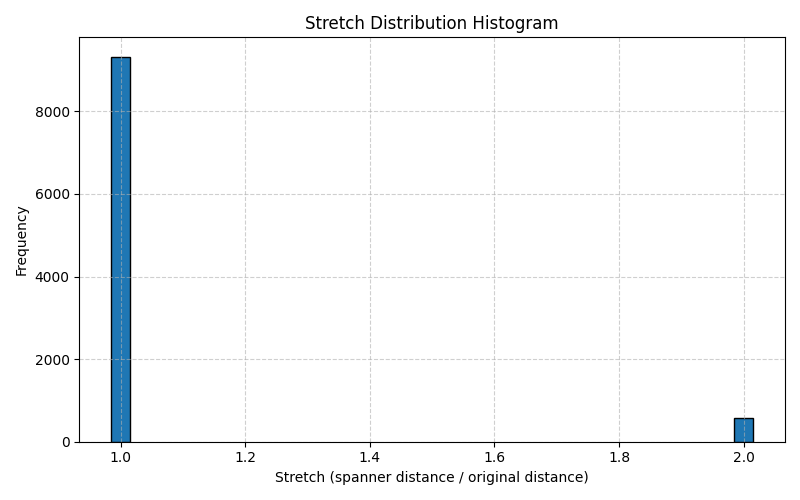 Stretch Distribution Histogram
8000
6000
4000
2000
0
Frequency
1.0 1.2 1.4 1.6 1.8 2.0
Stretch (spanner distance / original distance)